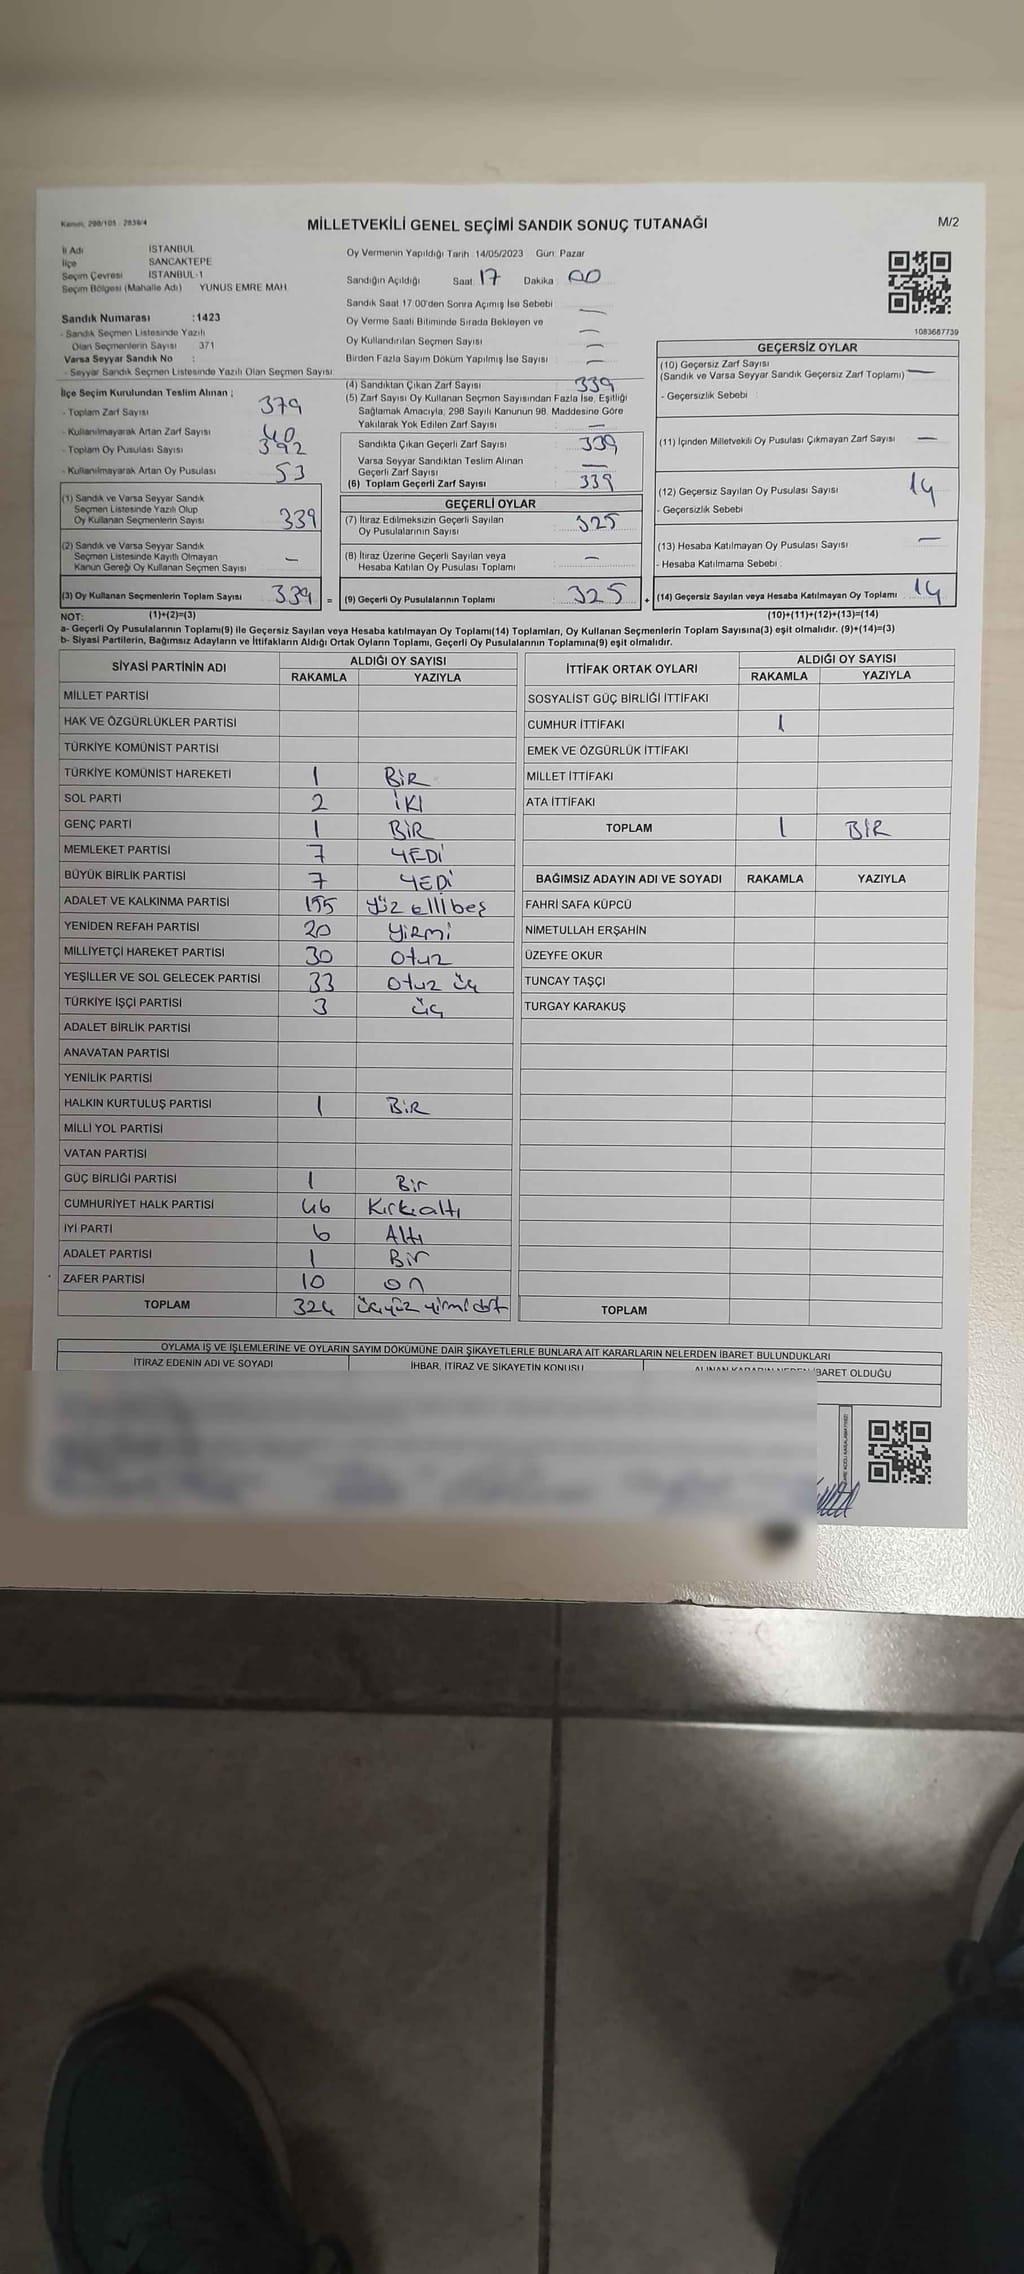 Kanun, 298/105 - 2839/4
MİLLETVEKİLİ GENEL SEÇİMİ SANDIK SONUÇ TUTANAĞI
M/2
İl Adı İSTANBUL
İlçe SANCAKTEPE
Seçim Çevresi İSTANBUL-1
Seçim Bölgesi (Mahalle Adı) YUNUS EMRE MAH.
Sandık Numarası :1423
- Sandık Seçmen Listesinde Yazılı
Olan Seçmenlerin Sayısı 371
Varsa Seyyar Sandık No :
- Seyyar Sandık Seçmen Listesinde Yazılı Olan Seçmen Sayısı
Oy Vermenin Yapıldığı Tarih :14/05/2023 Gün: Pazar
Sandığın Açıldığı Saat: 17 Dakika: 00
Sandık Saat 17:00'den Sonra Açımış İse Sebebi : —
Oy Verme Saati Bitiminde Sırada Bekleyen ve —
Oy Kullandırılan Seçmen Sayısı : —
Birden Fazla Sayım Döküm Yapılmış İse Sayısı : —
1083687739
İlçe Seçim Kurulundan Teslim Alınan ;
- Toplam Zarf Sayısı 379
- Kullanılmayarak Artan Zarf Sayısı 40
- Toplam Oy Pusulası Sayısı 392
- Kullanılmayarak Artan Oy Pusulası 53
(1) Sandık ve Varsa Seyyar Sandık
Seçmen Listesinde Yazılı Olup
Oy Kullanan Seçmenlerin Sayısı 339
(2) Sandık ve Varsa Seyyar Sandık
Seçmen Listesinde Kayıtlı Olmayan
Kanun Gereği Oy Kullanan Seçmen Sayısı —
(3) Oy Kullanan Seçmenlerin Toplam Sayısı 339 =
(4) Sandıktan Çıkan Zarf Sayısı : 339
(5) Zarf Sayısı Oy Kullanan Seçmen Sayısından Fazla İse, Eşitliği
Sağlamak Amacıyla; 298 Sayılı Kanunun 98. Maddesine Göre
Yakılarak Yok Edilen Zarf Sayısı : —
Sandıkta Çıkan Geçerli Zarf Sayısı : 339
Varsa Seyyar Sandıktan Teslim Alınan
Geçerli Zarf Sayısı : —
(6) Toplam Geçerli Zarf Sayısı : 339
GEÇERLİ OYLAR
(7) İtiraz Edilmeksizin Geçerli Sayılan
Oy Pusulalarının Sayısı : 325
(8) İtiraz Üzerine Geçerli Sayılan veya
Hesaba Katılan Oy Pusulası Toplamı : —
(9) Geçerli Oy Pusulalarının Toplamı : 325 +
GEÇERSİZ OYLAR
(10) Geçersiz Zarf Sayısı
(Sandık ve Varsa Seyyar Sandık Geçersiz Zarf Toplamı) —
- Geçersizlik Sebebi :
(11) İçinden Milletvekili Oy Pusulası Çıkmayan Zarf Sayısı —
(12) Geçersiz Sayılan Oy Pusulası Sayısı 14
- Geçersizlik Sebebi :
(13) Hesaba Katılmayan Oy Pusulası Sayısı —
- Hesaba Katılmama Sebebi :
(14) Geçersiz Sayılan veya Hesaba Katılmayan Oy Toplamı 14
NOT: (1)+(2)=(3) (10)+(11)+(12)+(13)=(14)
a- Geçerli Oy Pusulalarının Toplamı(9) ile Geçersiz Sayılan veya Hesaba katılmayan Oy Toplamı(14) Toplamları, Oy Kullanan Seçmenlerin Toplam Sayısına(3) eşit olmalıdır. (9)+(14)=(3)
b- Siyasi Partilerin, Bağımsız Adayların ve İttifakların Aldığı Ortak Oyların Toplamı, Geçerli Oy Pusulalarının Toplamına(9) eşit olmalıdır.
SİYASİ PARTİNİN ADI ALDIĞI OY SAYISI
RAKAMLA YAZIYLA
MİLLET PARTİSİ
HAK VE ÖZGÜRLÜKLER PARTİSİ
TÜRKİYE KOMÜNİST PARTİSİ
TÜRKİYE KOMÜNİST HAREKETİ 1 BİR
SOL PARTİ 2 İKİ
GENÇ PARTİ 1 BİR
MEMLEKET PARTİSİ 7 YEDİ
BÜYÜK BİRLİK PARTİSİ 7 YEDİ
ADALET VE KALKINMA PARTİSİ 155 yüz ellibeş
YENİDEN REFAH PARTİSİ 20 YİRMİ
MİLLİYETÇİ HAREKET PARTİSİ 30 otuz
YEŞİLLER VE SOL GELECEK PARTİSİ 33 otuz üç
TÜRKİYE İŞÇİ PARTİSİ 3 üç
ADALET BİRLİK PARTİSİ
ANAVATAN PARTİSİ
YENİLİK PARTİSİ
HALKIN KURTULUŞ PARTİSİ 1 BİR
MİLLİ YOL PARTİSİ
VATAN PARTİSİ
GÜÇ BİRLİĞİ PARTİSİ 1 Bir
CUMHURİYET HALK PARTİSİ 46 Kırkaltı
İYİ PARTİ 6 Altı
ADALET PARTİSİ 1 Bir
ZAFER PARTİSİ 10 on
TOPLAM 324 üçyüz yirmidört
İTTİFAK ORTAK OYLARI ALDIĞI OY SAYISI
RAKAMLA YAZIYLA
SOSYALİST GÜÇ BİRLİĞİ İTTİFAKI
CUMHUR İTTİFAKI 1
EMEK VE ÖZGÜRLÜK İTTİFAKI
MİLLET İTTİFAKI
ATA İTTİFAKI
TOPLAM 1 BİR
BAĞIMSIZ ADAYIN ADI VE SOYADI RAKAMLA YAZIYLA
FAHRİ SAFA KÜPCÜ
NİMETULLAH ERŞAHİN
ÜZEYFE OKUR
TUNCAY TAŞÇI
TURGAY KARAKUŞ
TOPLAM
OYLAMA İŞ VE İŞLEMLERİNE VE OYLARIN SAYIM DÖKÜMÜNE DAİR ŞİKAYETLERLE BUNLARA AİT KARARLARIN NELERDEN İBARET BULUNDUKLARI
İTİRAZ EDENİN ADI VE SOYADI İHBAR, İTİRAZ VE ŞİKAYETİN KONUSU ALINAN KARARIN NEDEN İBARET OLDUĞU